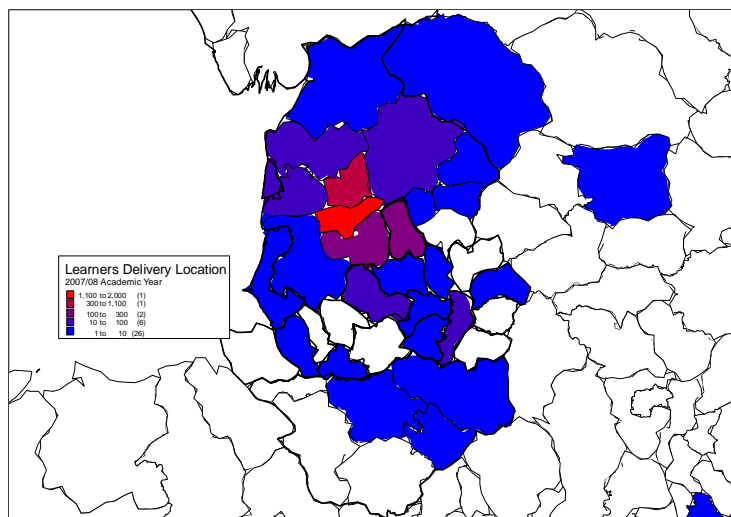 Learners Delivery Location
2007/08 Academic Year
1,100 to 2,000 (1)
300 to 1,100 (1)
100 to 300 (2)
10 to 100 (6)
1 to 10 (26)